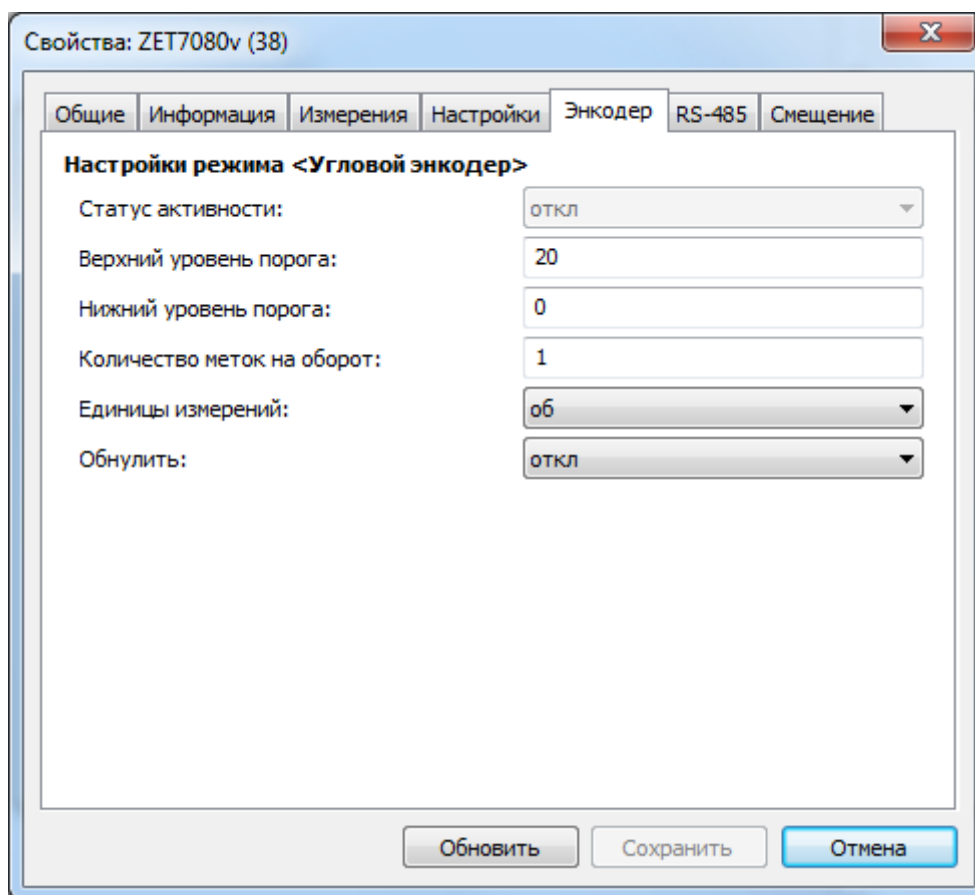 Свойства: ZET7080v (38)
Общие Информация Измерения Настройки Энкодер RS-485 Смещение
Настройки режима <Угловой энкодер>
Статус активности: откл
Верхний уровень порога: 20
Нижний уровень порога: 0
Количество меток на оборот: 1
Единицы измерений: об
Обнулить: откл
Обновить Сохранить Отмена